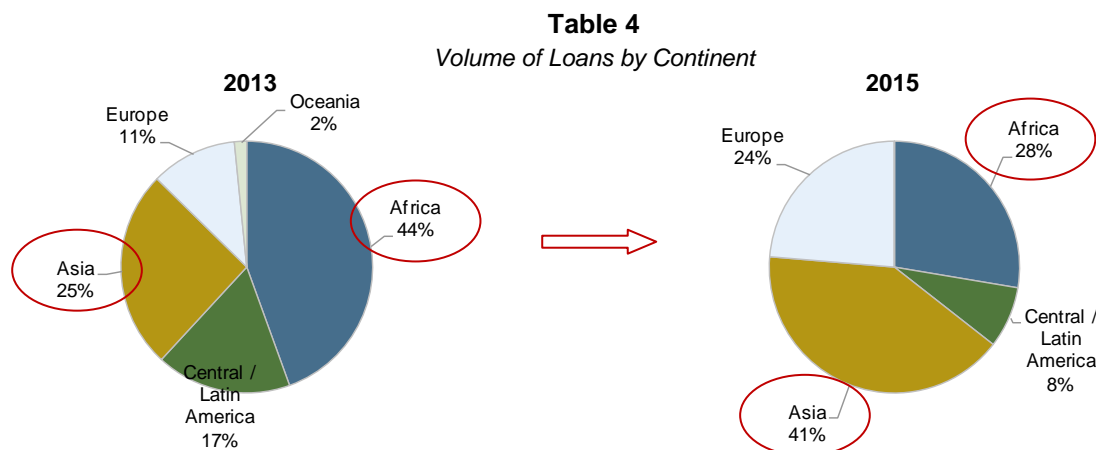 Table 4
Volume of Loans by Continent
2013
Oceania
2%
Europe
11%
Africa
44%
Asia
25%
Central /
Latin
America
17%
2015
Africa
28%
Europe
24%
Central /
Latin
America
8%
Asia
41%